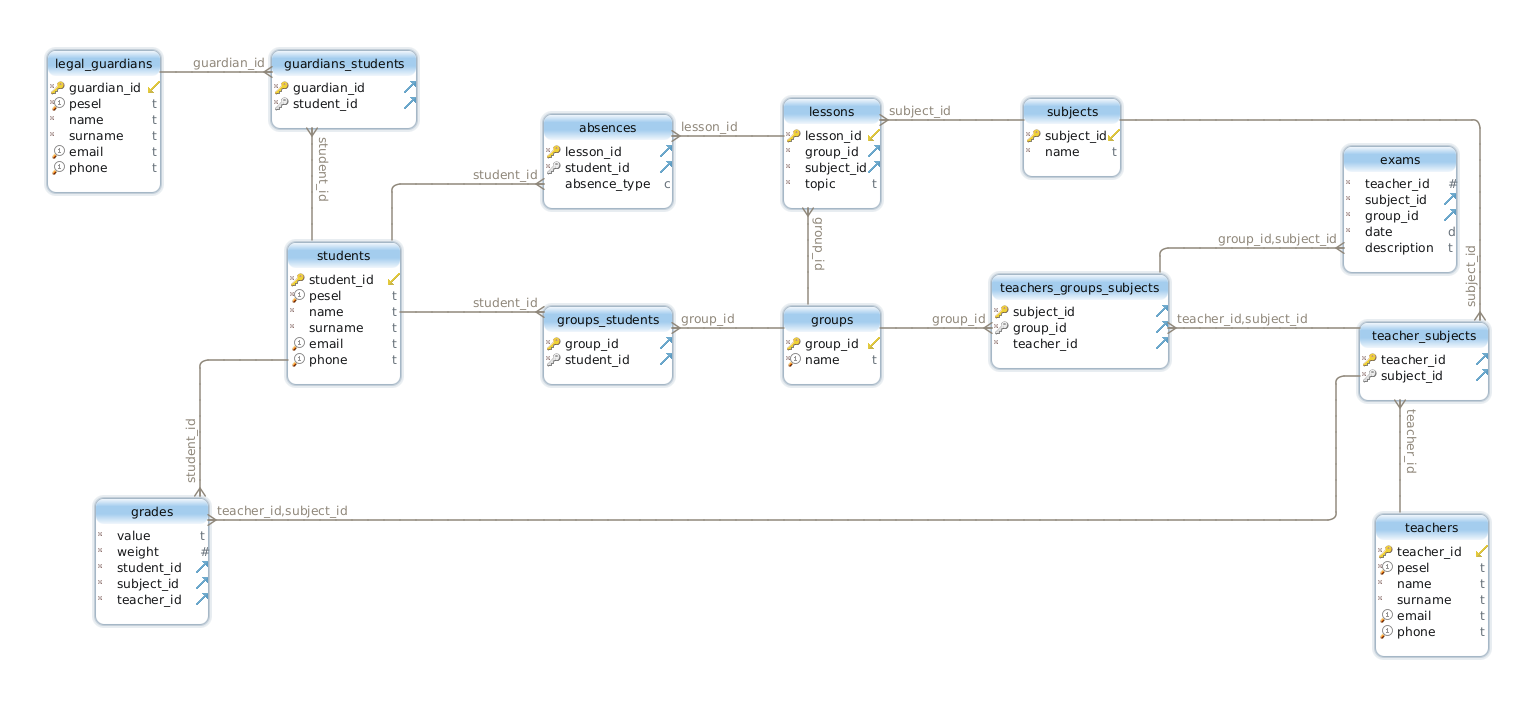 legal_guardians
guardian_id
pesel t
name t
surname t
email t
phone t
guardian_id
guardians_students
guardian_id
student_id
student_id
absences
lesson_id
student_id
absence_type c
lesson_id
student_id
lessons
lesson_id
group_id
subject_id
topic t
subject_id
group_id
subjects
subject_id
name t
subject_id
exams
teacher_id #
subject_id
group_id
date d
description t
group_id,subject_id
students
student_id
pesel t
name t
surname t
email t
phone t
student_id
groups_students
group_id
student_id
group_id
groups
group_id
name t
group_id
teachers_groups_subjects
subject_id
group_id
teacher_id
teacher_id,subject_id
teacher_subjects
teacher_id
subject_id
teacher_id
student_id
grades
value t
weight #
student_id
subject_id
teacher_id
teacher_id,subject_id
teachers
teacher_id
pesel t
name t
surname t
email t
phone t